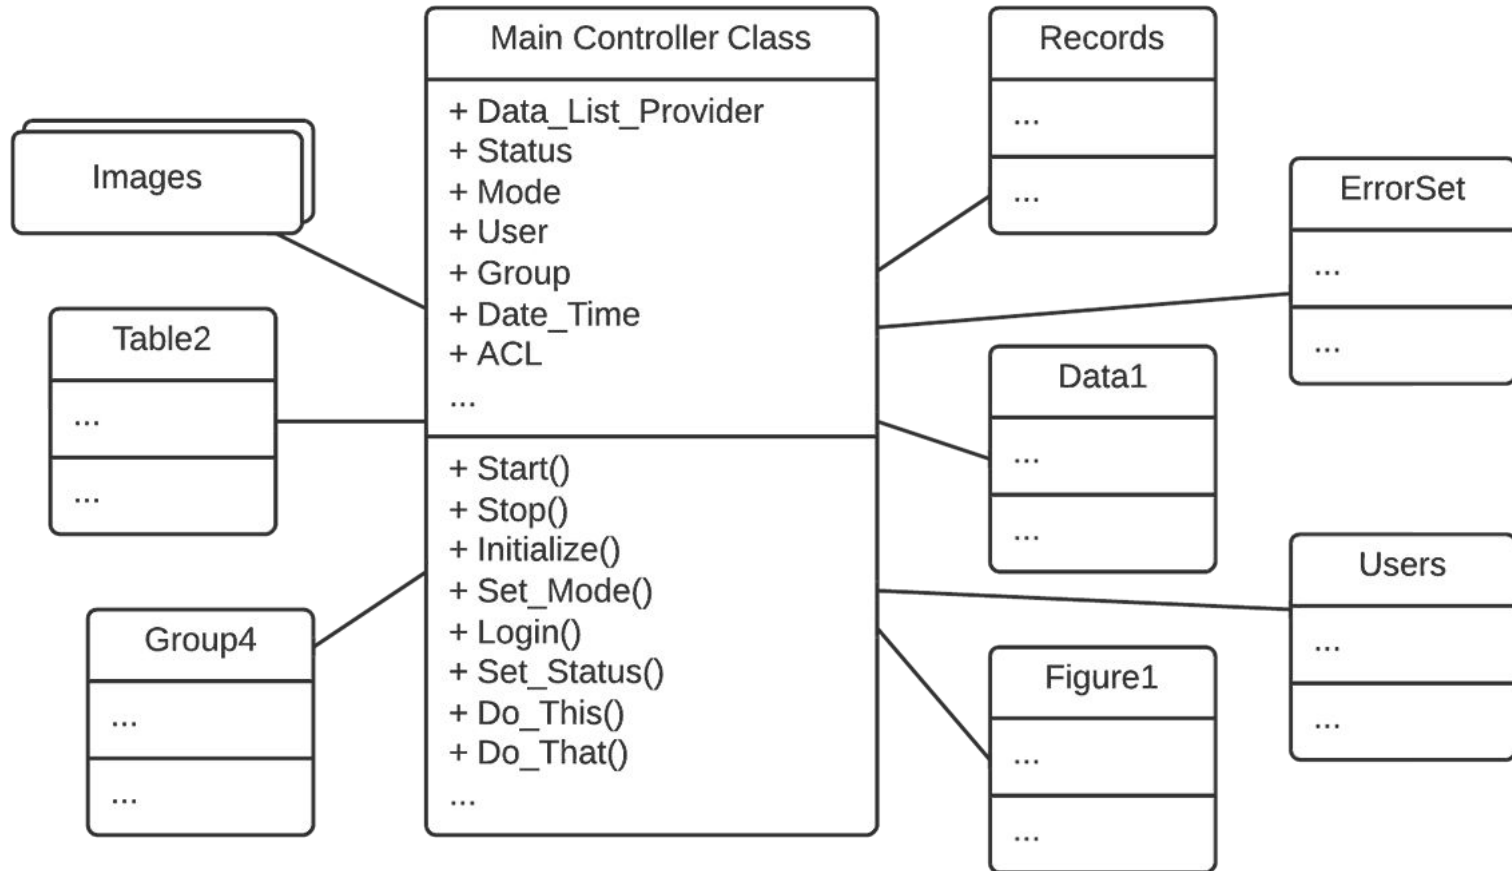 Main Controller Class
+ Data_List_Provider
+ Status
+ Mode
+ User
+ Group
+ Date_Time
+ ACL
...
+ Start()
+ Stop()
+ Initialize()
+ Set_Mode()
+ Login()
+ Set_Status()
+ Do_This()
+ Do_That()
...
Images
Table2
...
...
Group4
...
...
Records
...
...
ErrorSet
...
...
Data1
...
...
Users
...
...
Figure1
...
...